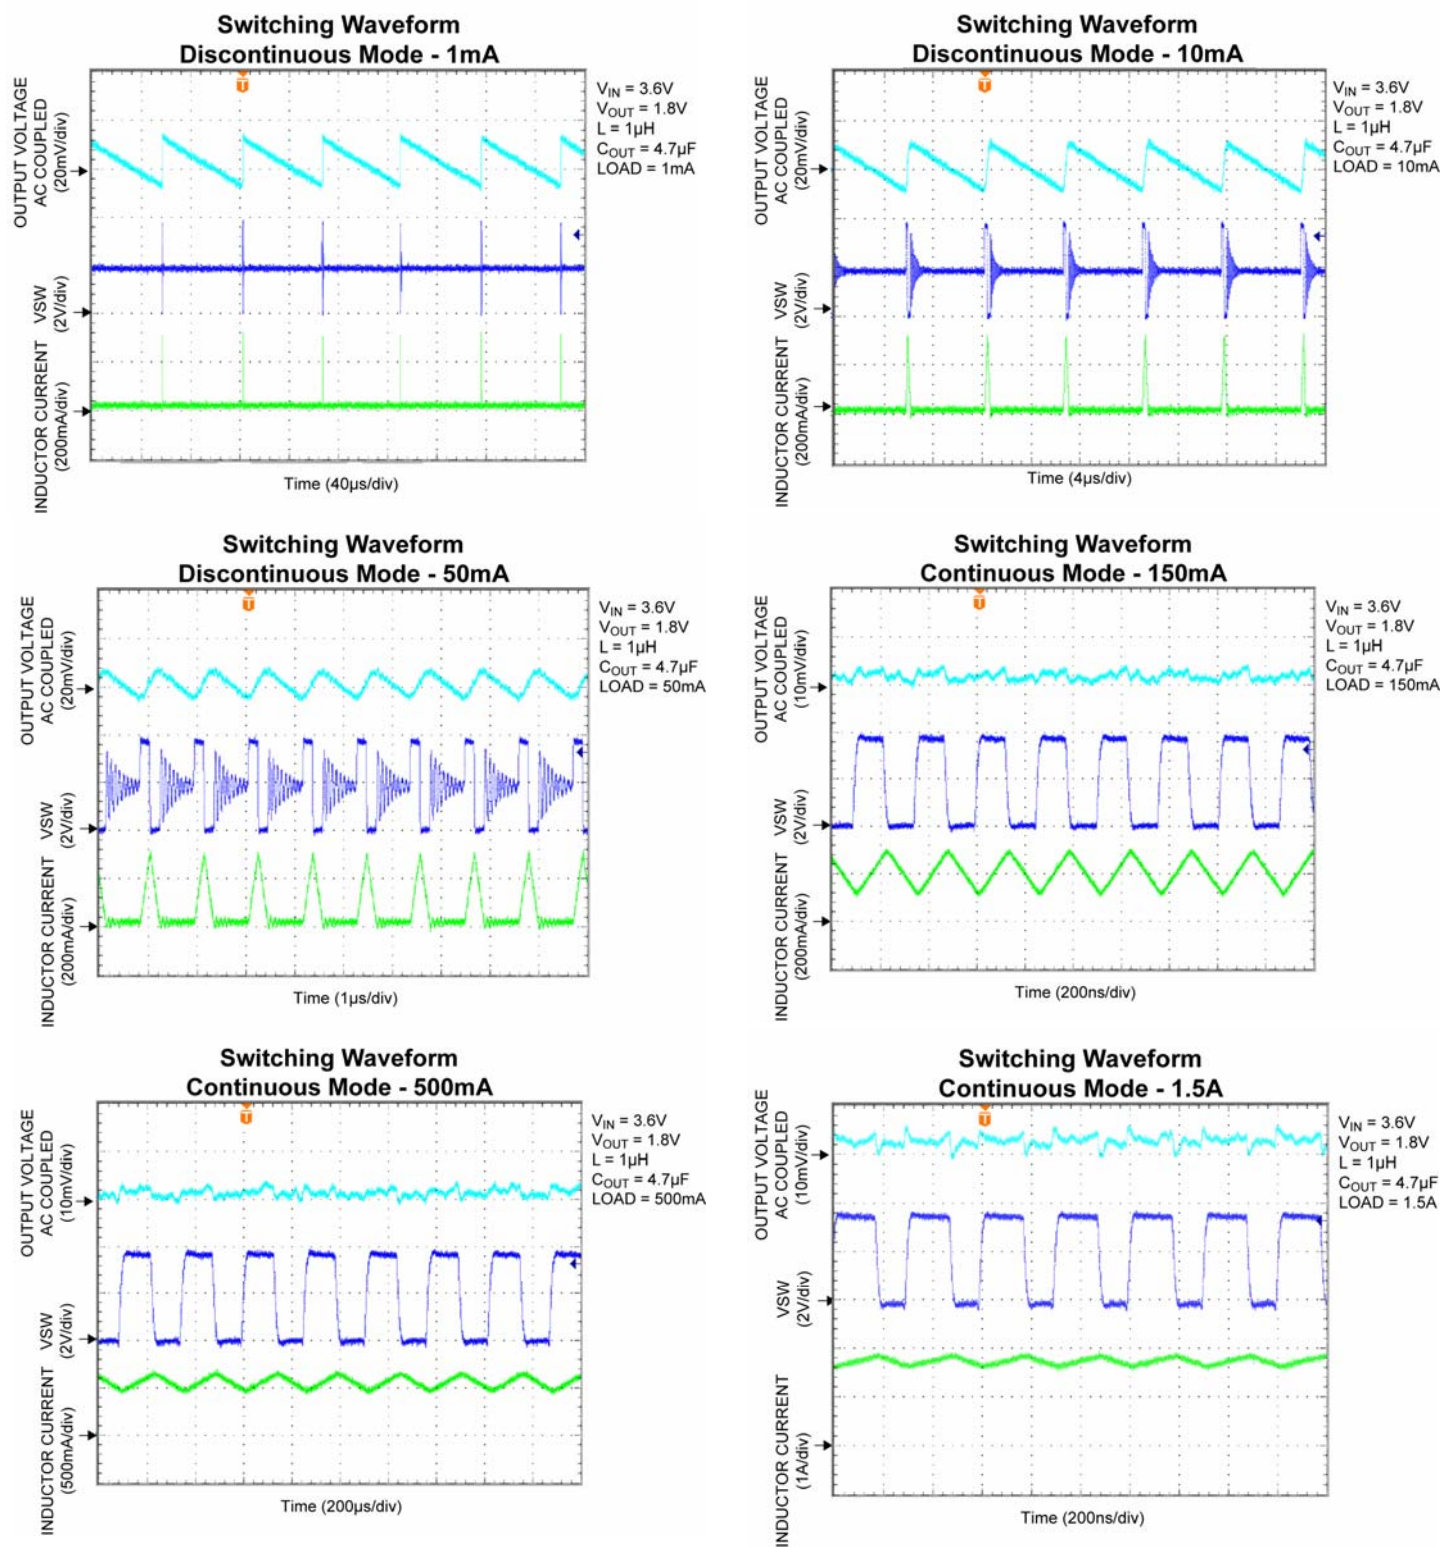 Switching Waveform
Discontinuous Mode - 1mA
OUTPUT VOLTAGE
AC COUPLED
(20mV/div)
VSW
(2V/div)
INDUCTOR CURRENT
(200mA/div)
T
VIN = 3.6V
VOUT = 1.8V
L = 1µH
COUT = 4.7µF
LOAD = 1mA
Time (40µs/div)
Switching Waveform
Discontinuous Mode - 10mA
OUTPUT VOLTAGE
AC COUPLED
(20mV/div)
VSW
(2V/div)
INDUCTOR CURRENT
(200mA/div)
T
VIN = 3.6V
VOUT = 1.8V
L = 1µH
COUT = 4.7µF
LOAD = 10mA
Time (4µs/div)
Switching Waveform
Discontinuous Mode - 50mA
OUTPUT VOLTAGE
AC COUPLED
(20mV/div)
VSW
(2V/div)
INDUCTOR CURRENT
(200mA/div)
T
VIN = 3.6V
VOUT = 1.8V
L = 1µH
COUT = 4.7µF
LOAD = 50mA
Time (1µs/div)
Switching Waveform
Continuous Mode - 150mA
OUTPUT VOLTAGE
AC COUPLED
(10mV/div)
VSW
(2V/div)
INDUCTOR CURRENT
(200mA/div)
T
VIN = 3.6V
VOUT = 1.8V
L = 1µH
COUT = 4.7µF
LOAD = 150mA
Time (200ns/div)
Switching Waveform
Continuous Mode - 500mA
OUTPUT VOLTAGE
AC COUPLED
(10mV/div)
VSW
(2V/div)
INDUCTOR CURRENT
(500mA/div)
T
VIN = 3.6V
VOUT = 1.8V
L = 1µH
COUT = 4.7µF
LOAD = 500mA
Time (200µs/div)
Switching Waveform
Continuous Mode - 1.5A
OUTPUT VOLTAGE
AC COUPLED
(10mV/div)
VSW
(2V/div)
INDUCTOR CURRENT
(1A/div)
T
VIN = 3.6V
VOUT = 1.8V
L = 1µH
COUT = 4.7µF
LOAD = 1.5A
Time (200ns/div)